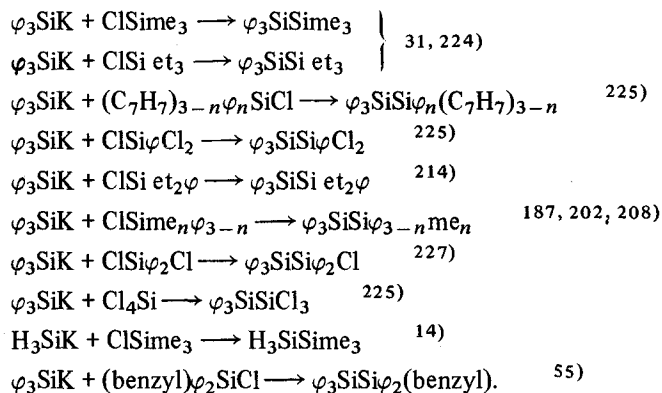 φ₃SiK + ClSime₃ ⟶ φ₃SiSime₃
φ₃SiK + ClSi et₃ ⟶ φ₃SiSi et₃ } 31, 224)
φ₃SiK + (C₇H₇)₃₋ₙφₙSiCl ⟶ φ₃SiSiφₙ(C₇H₇)₃₋ₙ 225)
φ₃SiK + ClSiφCl₂ ⟶ φ₃SiSiφCl₂ 225)
φ₃SiK + ClSi et₂φ ⟶ φ₃SiSi et₂φ 214)
φ₃SiK + ClSimeₙφ₃₋ₙ ⟶ φ₃SiSiφ₃₋ₙmeₙ 187, 202, 208)
φ₃SiK + ClSiφ₂Cl ⟶ φ₃SiSiφ₂Cl 227)
φ₃SiK + Cl₄Si ⟶ φ₃SiSiCl₃ 225)
H₃SiK + ClSime₃ ⟶ H₃SiSime₃ 14)
φ₃SiK + (benzyl)φ₂SiCl ⟶ φ₃SiSiφ₂(benzyl). 55)